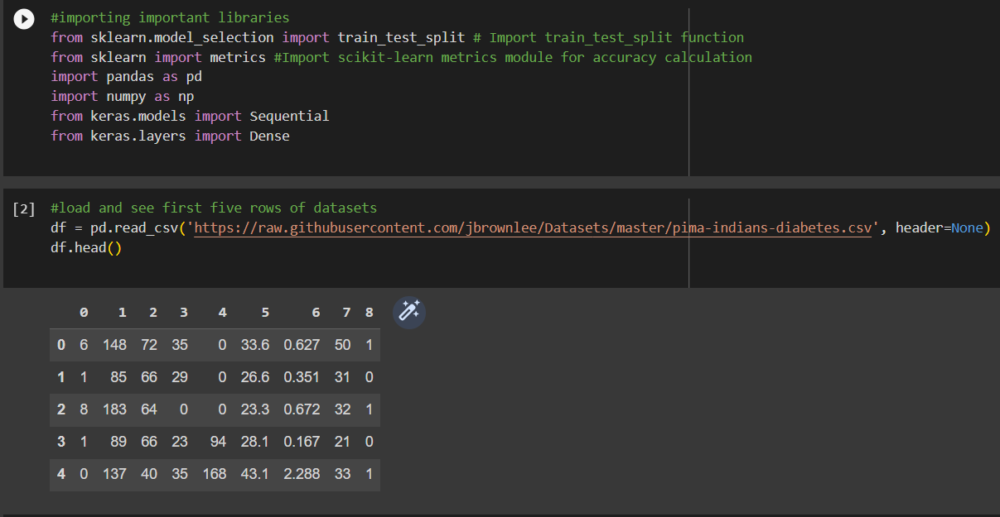 #importing important libraries
from sklearn.model_selection import train_test_split # Import train_test_split function
from sklearn import metrics #Import scikit-learn metrics module for accuracy calculation
import pandas as pd
import numpy as np
from keras.models import Sequential
from keras.layers import Dense
[2] #load and see first five rows of datasets
df = pd.read_csv('https://raw.githubusercontent.com/jbrownlee/Datasets/master/pima-indians-diabetes.csv', header=None)
df.head()
0 1 2 3 4 5 6 7 8
0 6 148 72 35 0 33.6 0.627 50 1
1 1 85 66 29 0 26.6 0.351 31 0
2 8 183 64 0 0 23.3 0.672 32 1
3 1 89 66 23 94 28.1 0.167 21 0
4 0 137 40 35 168 43.1 2.288 33 1